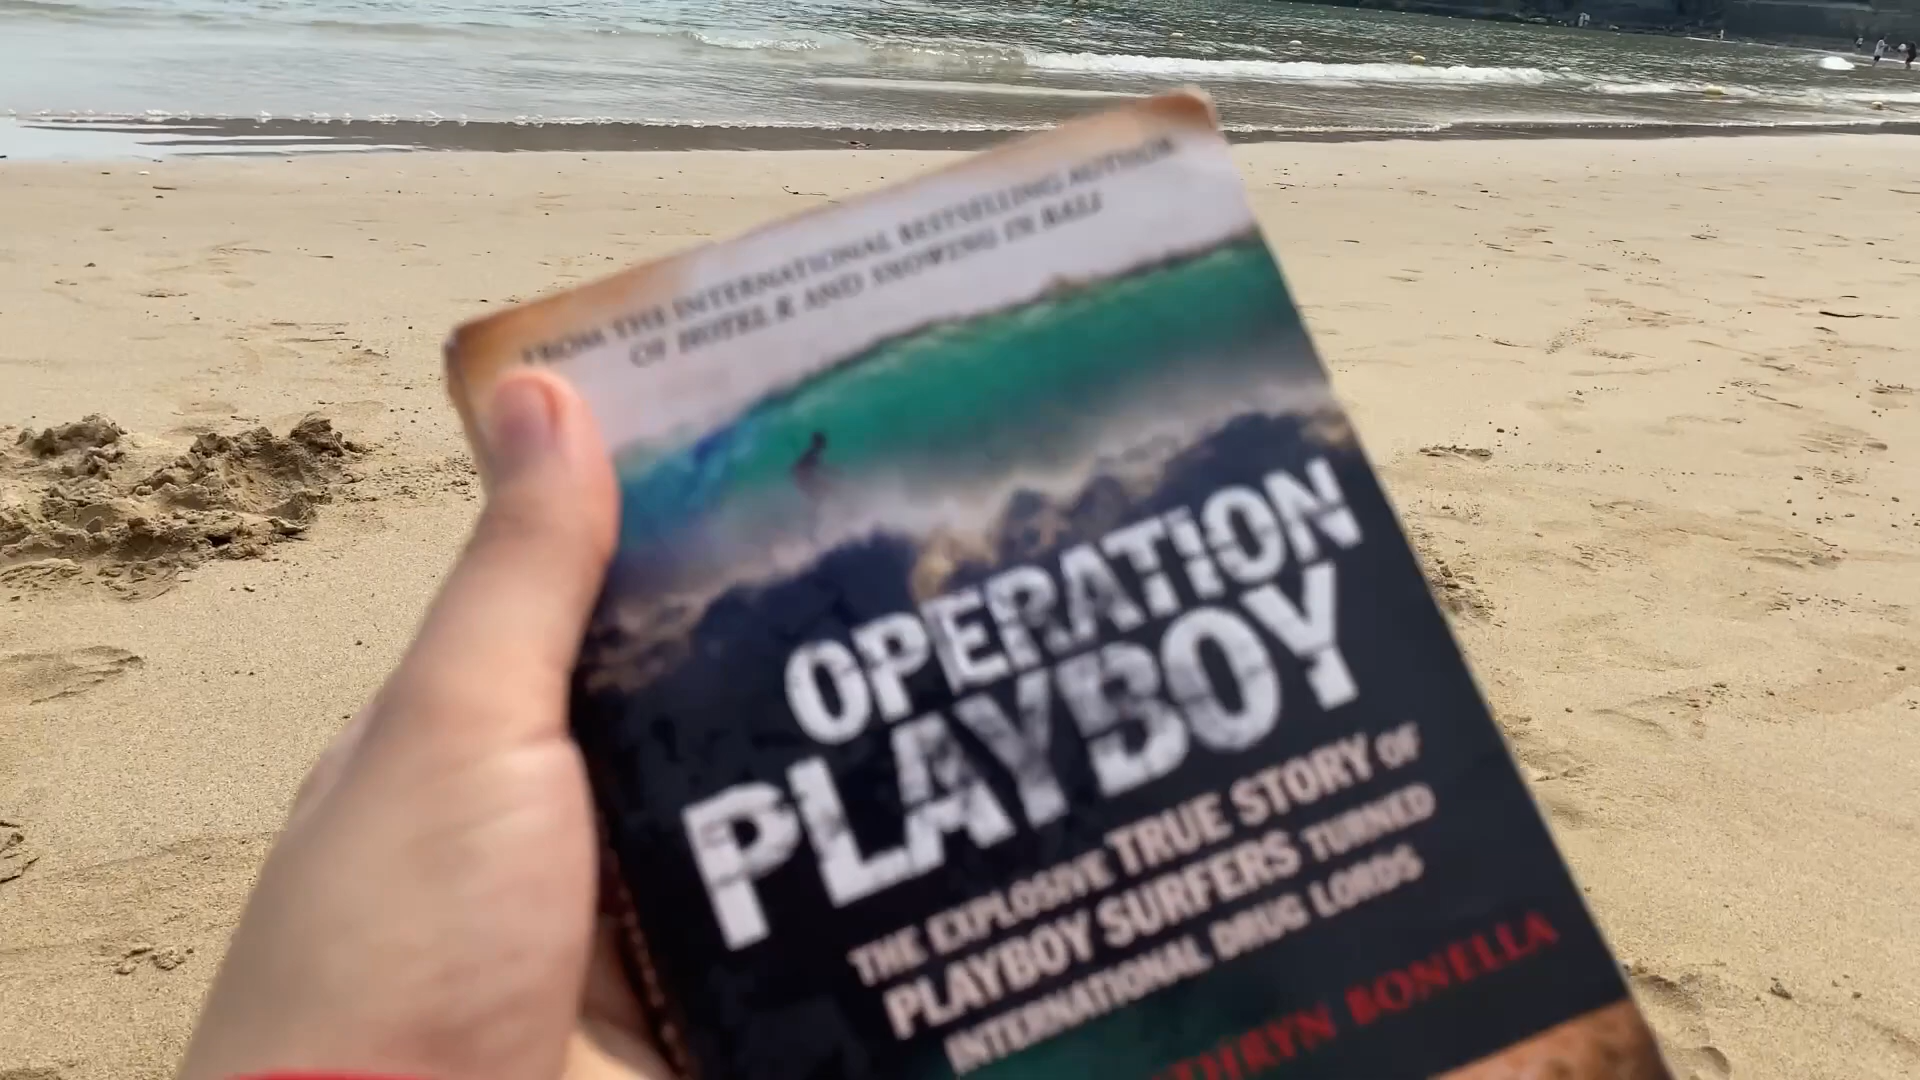 FROM THE INTERNATIONAL BESTSELLING AUTHOR
OF HOTEL K AND SNOWING IN BALI
OPERATION
PLAYBOY
THE EXPLOSIVE TRUE STORY OF
PLAYBOY SURFERS TURNED
INTERNATIONAL DRUG LORDS
BONELLA